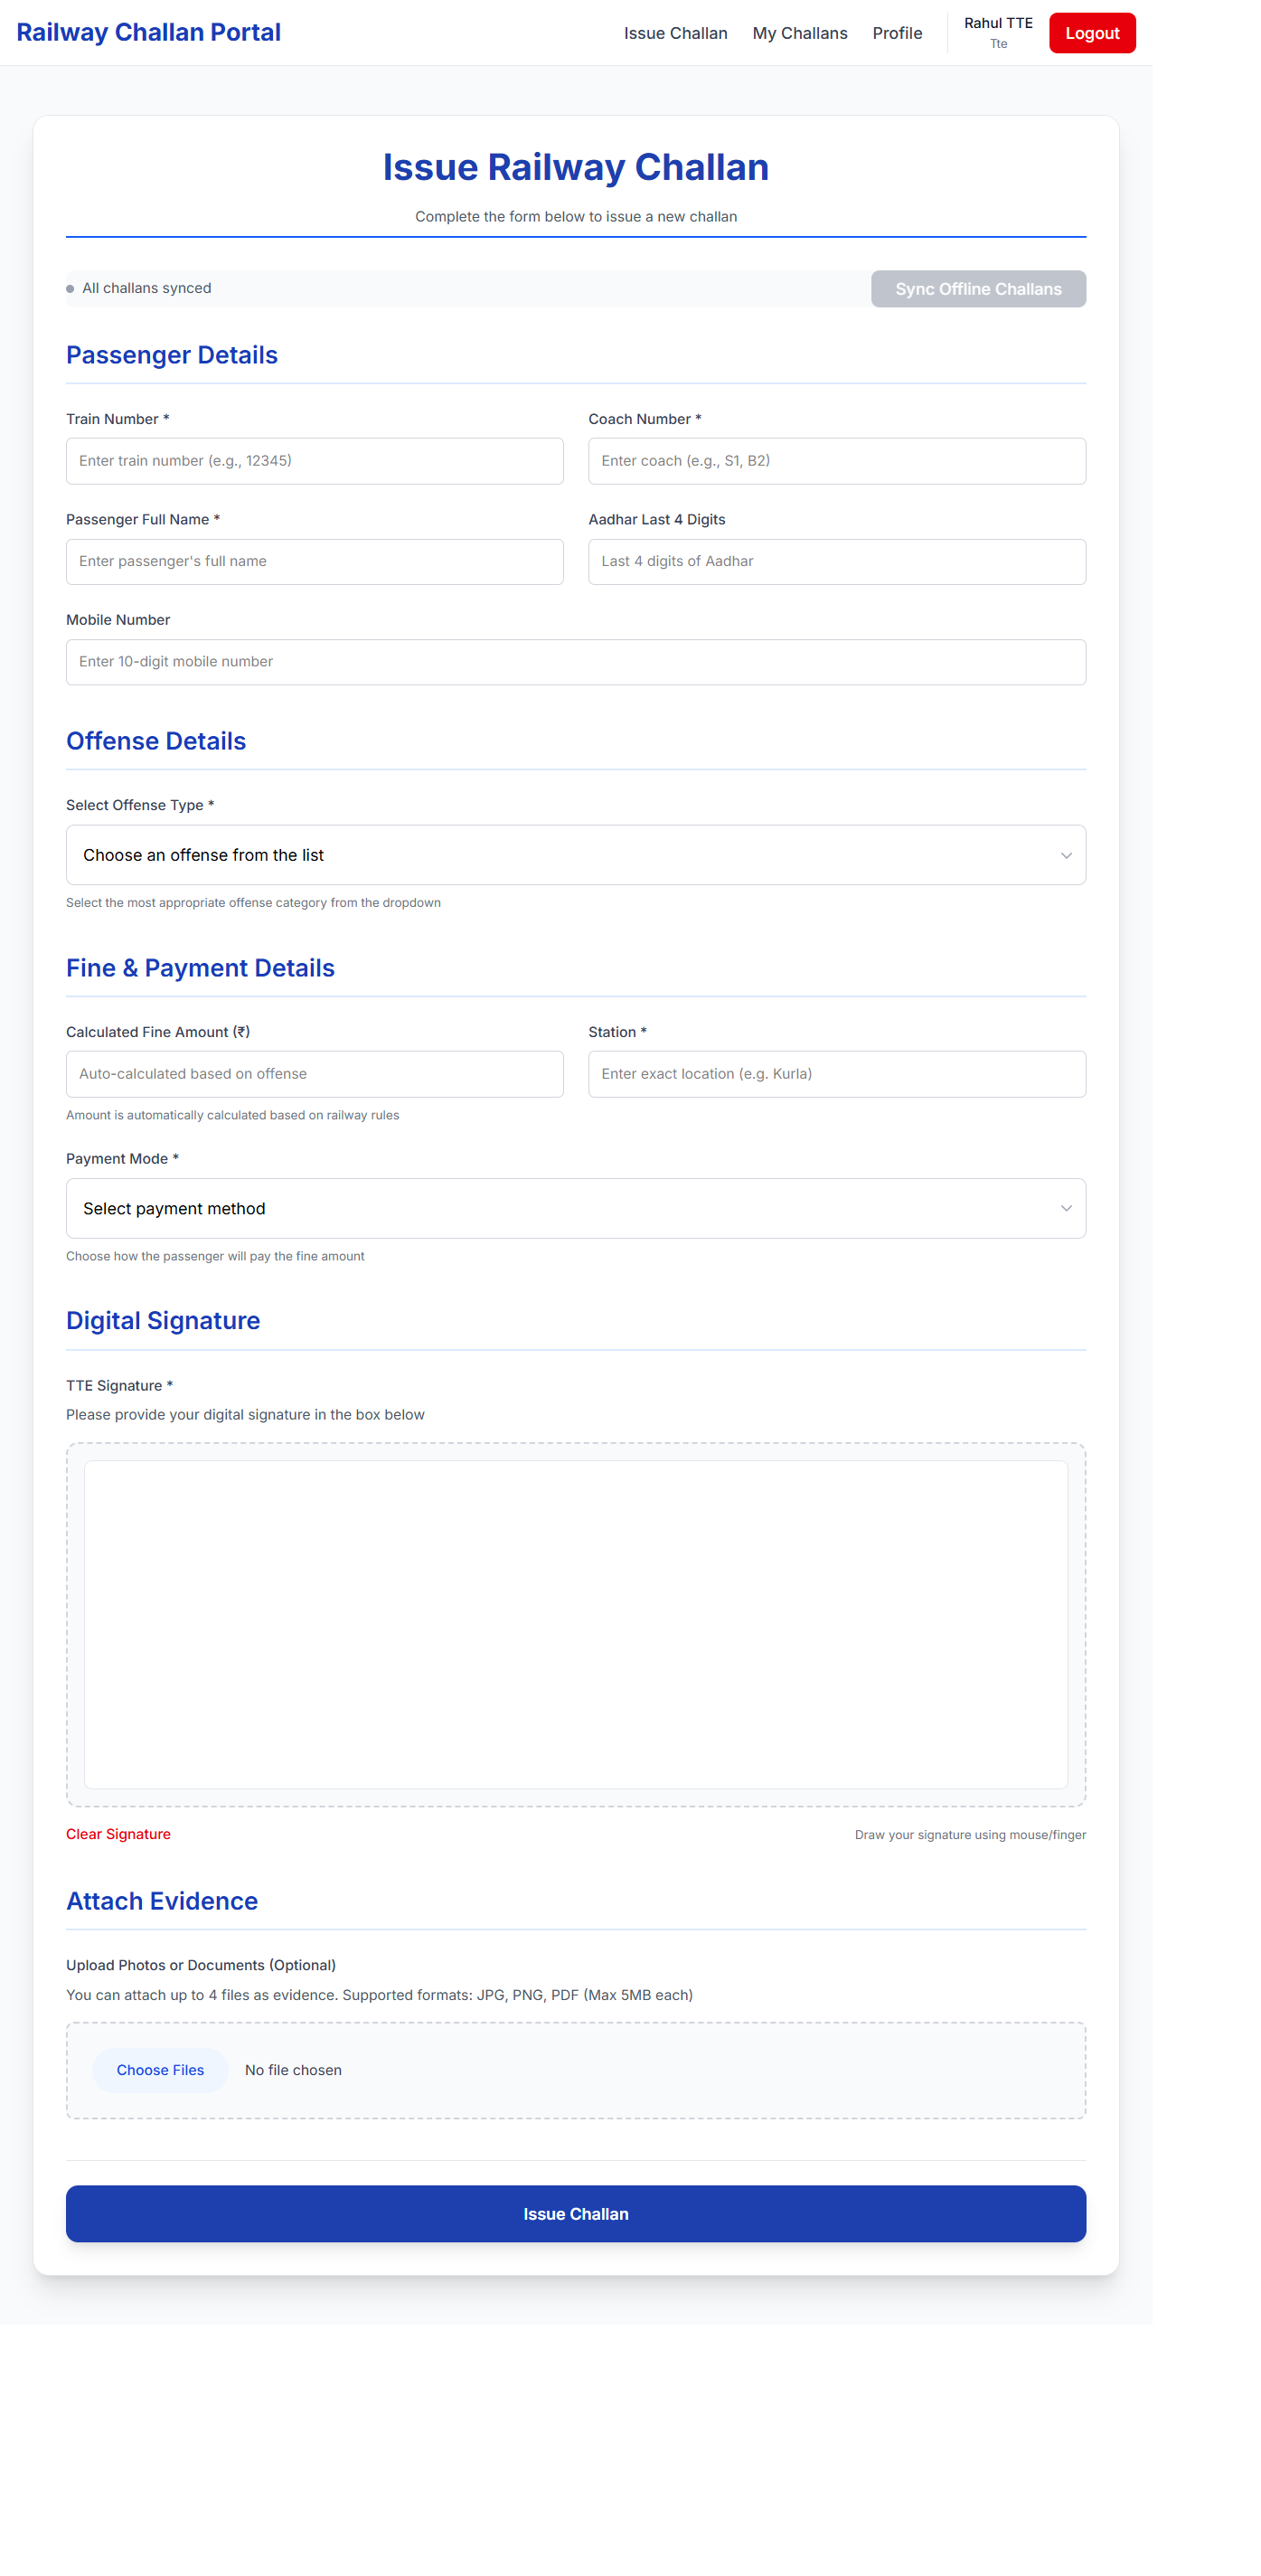 Railway Challan Portal
Issue Challan
My Challans
Profile
Rahul TTE
Tte
Logout
Issue Railway Challan
Complete the form below to issue a new challan
All challans synced
Sync Offline Challans
Passenger Details
Train Number *
Coach Number *
Enter train number (e.g., 12345)
Enter coach (e.g., S1, B2)
Passenger Full Name *
Aadhar Last 4 Digits
Enter passenger's full name
Last 4 digits of Aadhar
Mobile Number
Enter 10-digit mobile number
Offense Details
Select Offense Type *
Choose an offense from the list
Select the most appropriate offense category from the dropdown
Fine & Payment Details
Calculated Fine Amount (₹)
Station *
Auto-calculated based on offense
Enter exact location (e.g. Kurla)
Amount is automatically calculated based on railway rules
Payment Mode *
Select payment method
Choose how the passenger will pay the fine amount
Digital Signature
TTE Signature *
Please provide your digital signature in the box below
Clear Signature
Draw your signature using mouse/finger
Attach Evidence
Upload Photos or Documents (Optional)
You can attach up to 4 files as evidence. Supported formats: JPG, PNG, PDF (Max 5MB each)
Choose Files
No file chosen
Issue Challan